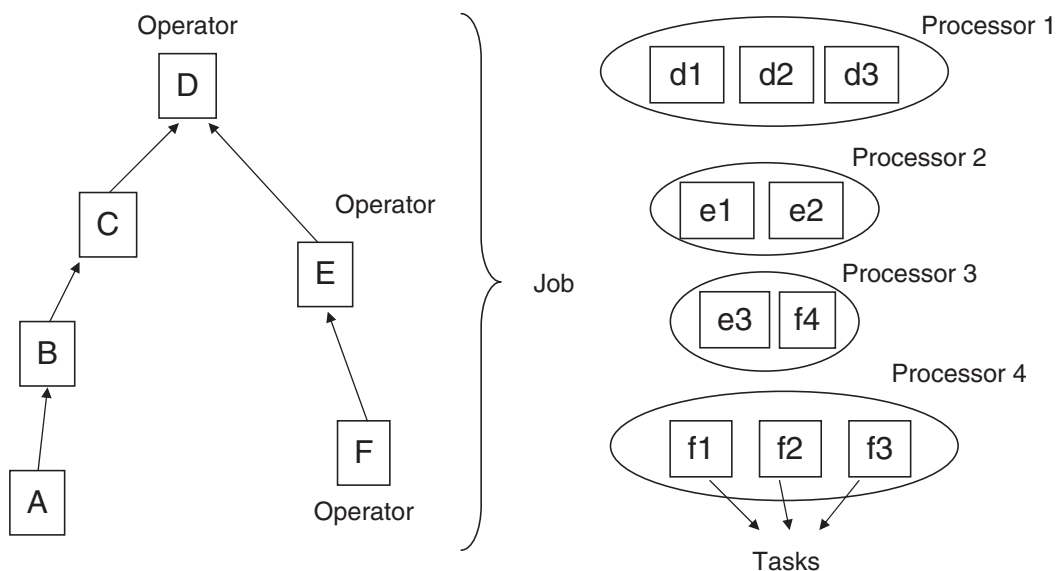 Operator
D
C
Operator
E
B
F
A
Operator
Job
Processor 1
d1 d2 d3
Processor 2
e1 e2
Processor 3
e3 f4
Processor 4
f1 f2 f3
Tasks